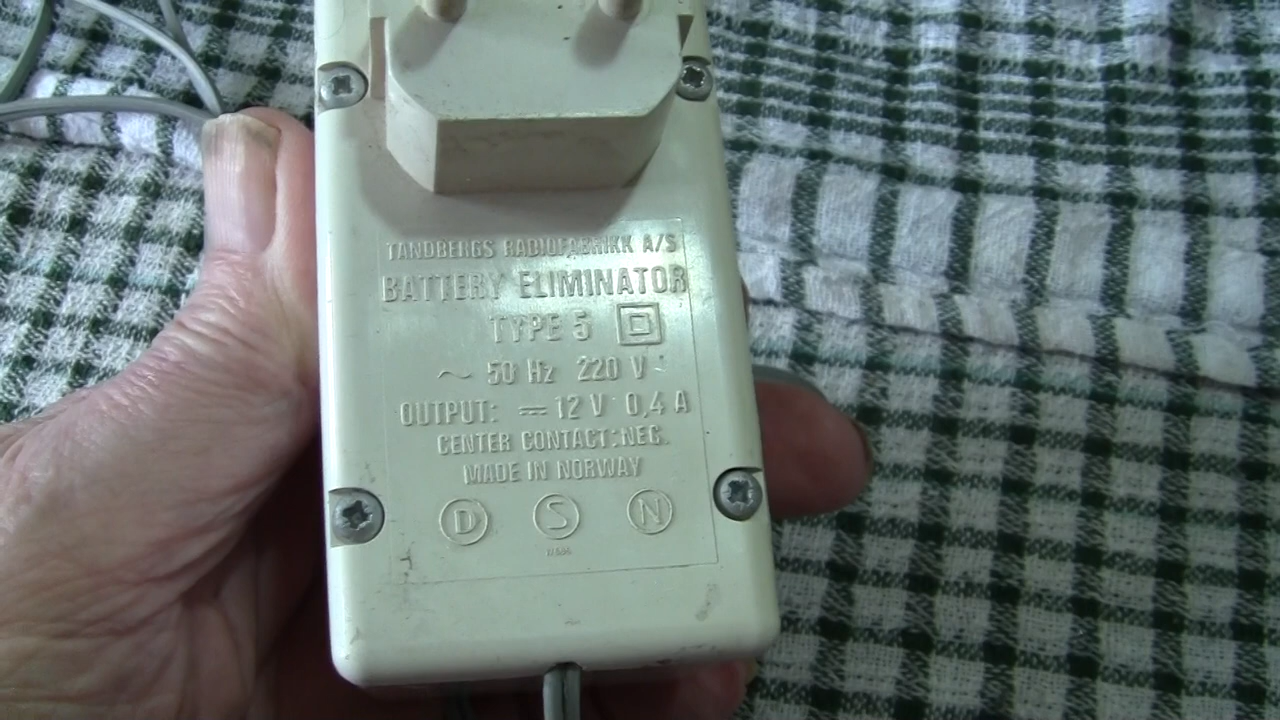 TANDBERGS RADIOFABRIKK A/S
BATTERY ELIMINATOR
TYPE 5
~ 50 Hz 220 V
OUTPUT: ⎓ 12 V 0,4 A
CENTER CONTACT: NEG.
MADE IN NORWAY
D S N